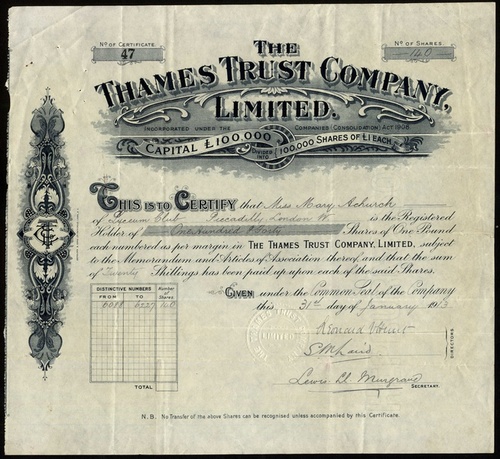 No OF CERTIFICATE
47
No OF SHARES
140
THE
THAMES TRUST COMPANY,
LIMITED.
INCORPORATED UNDER THE COMPANIES (CONSOLIDATION) ACT 1908
CAPITAL £100,000 DIVIDED INTO 100,000 SHARES OF £1 EACH
THIS IS TO CERTIFY that Miss Mary Achurch
of Lyceum Club Piccadilly London W. is the Registered
Holder of One Hundred & Forty Shares of One Pound
each numbered as per margin in THE THAMES TRUST COMPANY, LIMITED, subject
to the Memorandum and Articles of Association thereof and that the sum
of Twenty Shillings has been paid up upon each of the said Shares.
DISTINCTIVE NUMBERS
FROM TO
Number of Shares
140
TOTAL
GIVEN under the Common Seal of the Company
this 31st day of January 1913
DIRECTORS.
Lewis
SECRETARY.
N.B. No Transfer of the above Shares can be recognised unless accompanied by this Certificate.